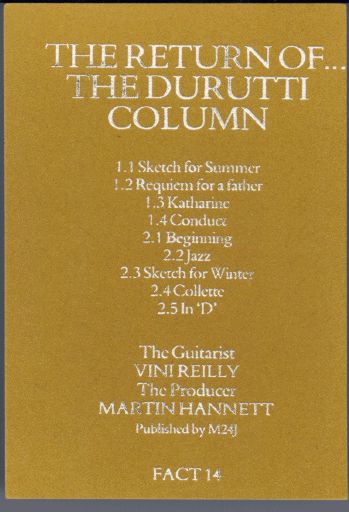 THE RETURN OF...
THE DURUTTI
COLUMN
1.1 Sketch for Summer
1.2 Requiem for a father
1.3 Katharine
1.4 Conduct
2.1 Beginning
2.2 Jazz
2.3 Sketch for Winter
2.4 Collette
2.5 In ‘D’
The Guitarist
VINI REILLY
The Producer
MARTIN HANNETT
Published by M24J
FACT 14